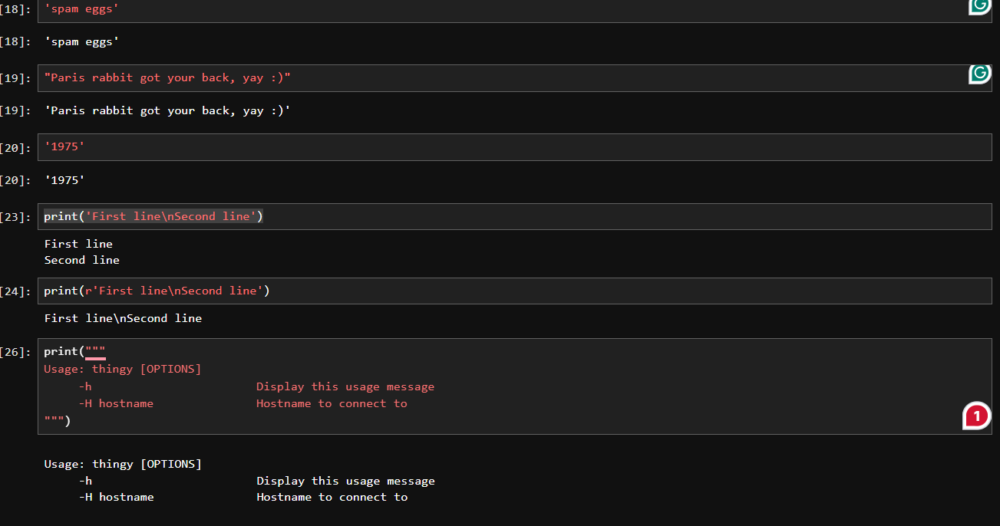 [18]: 'spam eggs'
[18]: 'spam eggs'
[19]: "Paris rabbit got your back, yay :)"
[19]: 'Paris rabbit got your back, yay :)'
[20]: '1975'
[20]: '1975'
[23]: print('First line\nSecond line')
First line
Second line
[24]: print(r'First line\nSecond line')
First line\nSecond line
[26]: print("""
Usage: thingy [OPTIONS]
     -h                        Display this usage message
     -H hostname               Hostname to connect to
""")
1
Usage: thingy [OPTIONS]
     -h                        Display this usage message
     -H hostname               Hostname to connect to